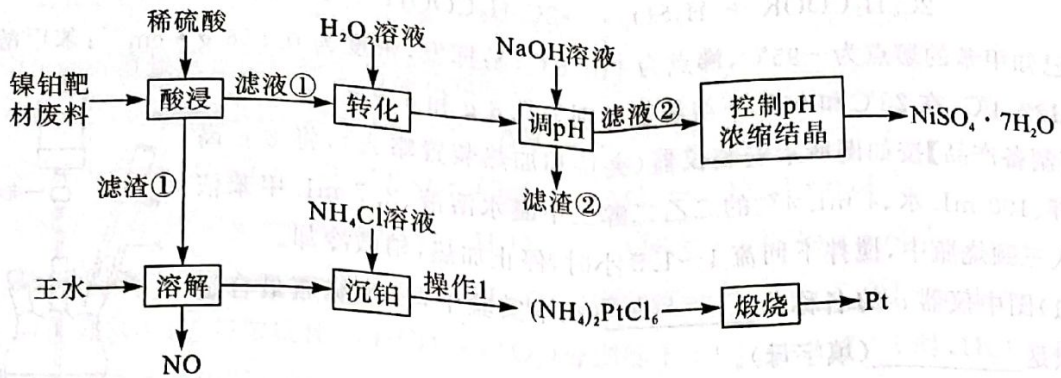 稀硫酸
H₂O₂溶液
NaOH溶液
镍铂靶
材废料
酸浸
滤液①
转化
调pH
滤液②
控制pH
浓缩结晶
NiSO₄·7H₂O
滤渣①
滤渣②
NH₄Cl溶液
王水
溶解
沉铂
操作1
(NH₄)₂PtCl₆
煅烧
Pt
NO